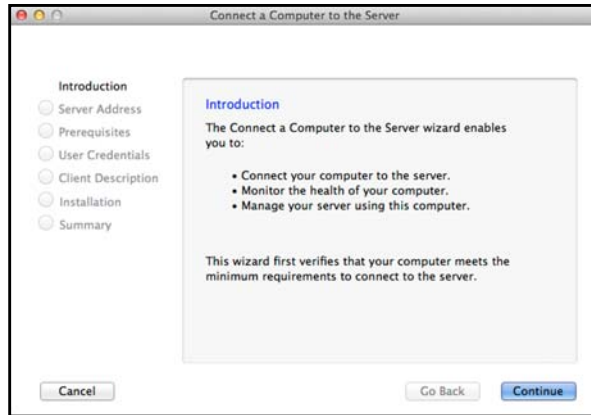 Connect a Computer to the Server
Introduction
Server Address
Prerequisites
User Credentials
Client Description
Installation
Summary
Introduction
The Connect a Computer to the Server wizard enables
you to:
• Connect your computer to the server.
• Monitor the health of your computer.
• Manage your server using this computer.
This wizard first verifies that your computer meets the
minimum requirements to connect to the server.
Cancel
Go Back
Continue